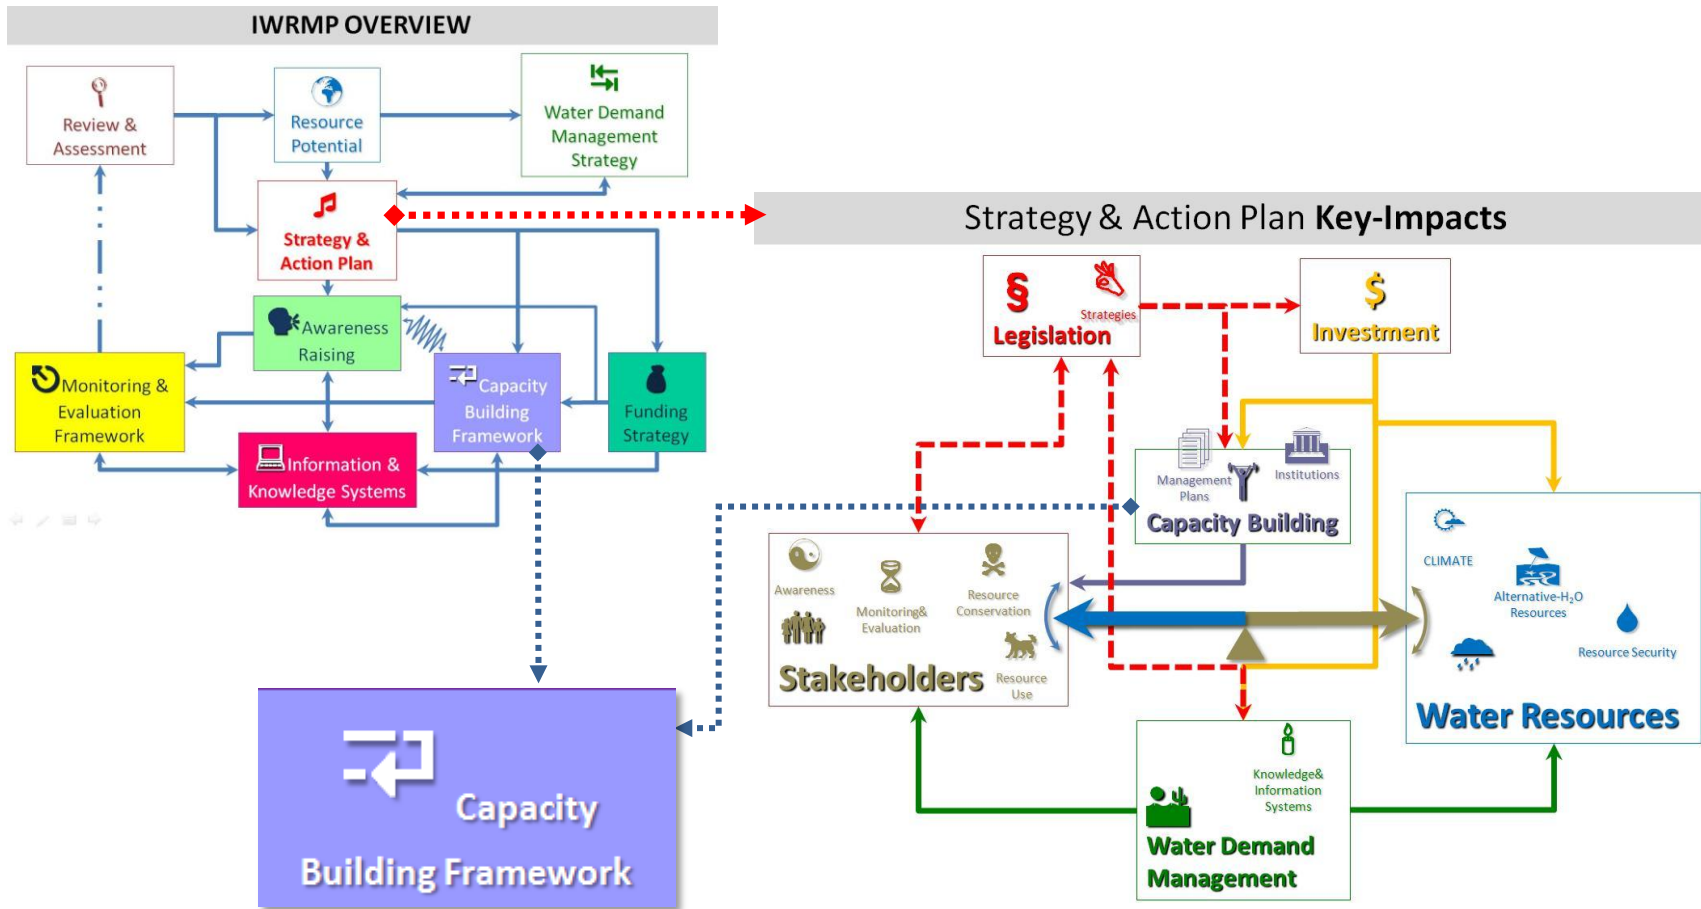 IWRMP OVERVIEW
Review &
Assessment
Resource
Potential
Water Demand
Management
Strategy
Strategy &
Action Plan
Awareness
Raising
Monitoring &
Evaluation
Framework
Capacity
Building
Framework
Funding
Strategy
Information &
Knowledge Systems
Capacity
Building Framework
Strategy & Action Plan Key-Impacts
§
Strategies
Legislation
$
Investment
Management
Plans
Institutions
Capacity Building
Awareness
Monitoring&
Evaluation
Resource
Conservation
Resource
Use
Stakeholders
CLIMATE
Alternative-H₂O
Resources
Resource Security
Water Resources
Knowledge&
Information
Systems
Water Demand
Management